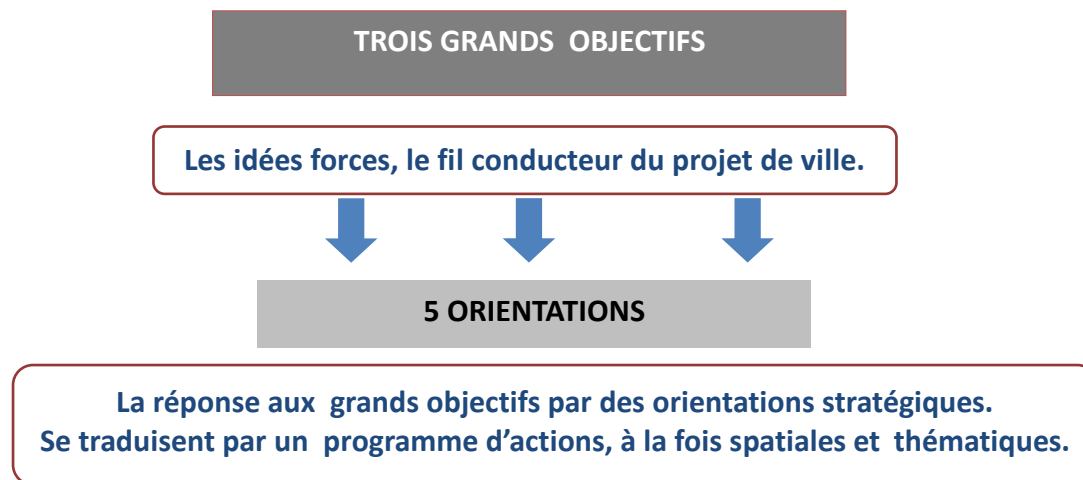 TROIS GRANDS OBJECTIFS
Les idées forces, le fil conducteur du projet de ville.
5 ORIENTATIONS
La réponse aux grands objectifs par des orientations stratégiques.
Se traduisent par un programme d’actions, à la fois spatiales et thématiques.